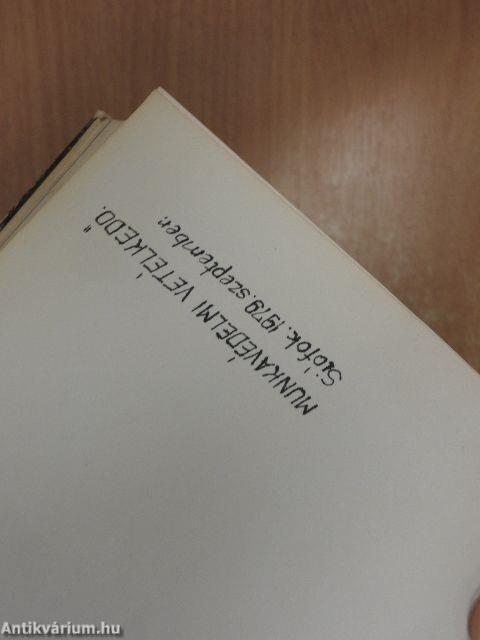 MUNKAVÉDELMI VETÉLKEDŐ.
Siófok, 1979. szeptember.
Antikvárium.hu